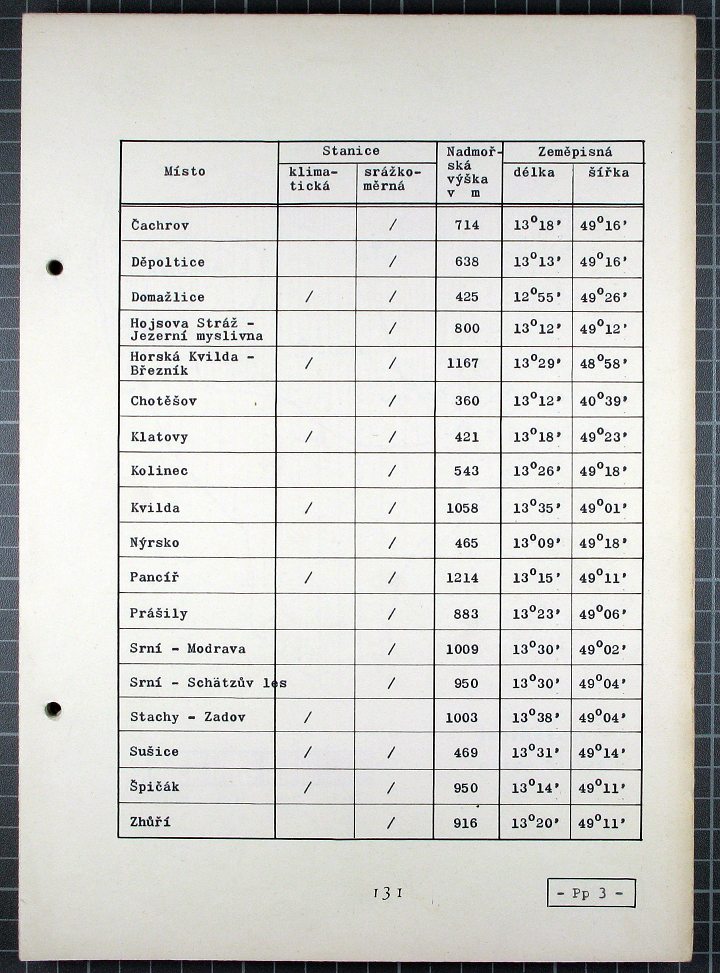 Místo Stanice Nadmoř- Zeměpisná
klima- srážko- ská délka šířka
tická měrná výška
v m
Čachrov / 714 13°18' 49°16'
Děpoltice / 638 13°13' 49°16'
Domažlice / / 425 12°55' 49°26'
Hojsova Stráž -
Jezerní myslivna / 800 13°12' 49°12'
Horská Kvilda -
Březník / / 1167 13°29' 48°58'
Chotěšov / 360 13°12' 40°39'
Klatovy / / 421 13°18' 49°23'
Kolinec / 543 13°26' 49°18'
Kvilda / / 1058 13°35' 49°01'
Nýrsko / 465 13°09' 49°18'
Pancíř / / 1214 13°15' 49°11'
Prášily / 883 13°23' 49°06'
Srní - Modrava / 1009 13°30' 49°02'
Srní - Schätzův les / 950 13°30' 49°04'
Stachy - Zadov / 1003 13°38' 49°04'
Sušice / / 469 13°31' 49°14'
Špičák / / 950 13°14' 49°11'
Zhůří / 916 13°20' 49°11'
131
- Pp 3 -